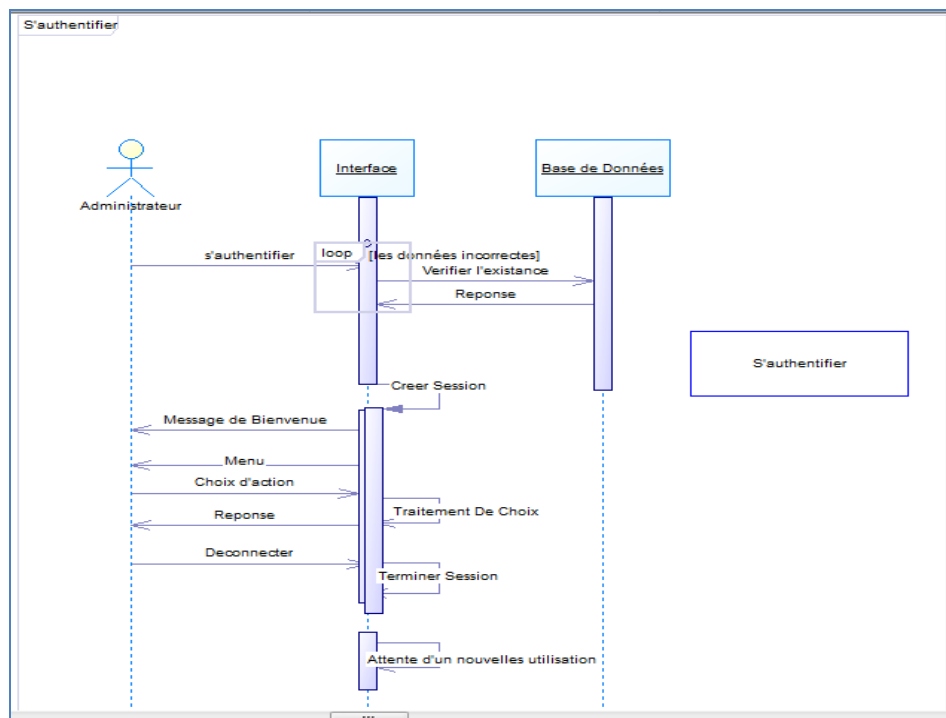 S'authentifier
Interface
Base de Données
Administrateur
s'authentifier
loop
[les données incorrectes]
Verifier l'existance
Reponse
S'authentifier
Creer Session
Message de Bienvenue
Menu
Choix d'action
Traitement De Choix
Reponse
Deconnecter
Terminer Session
Attente d'un nouvelles utilisation